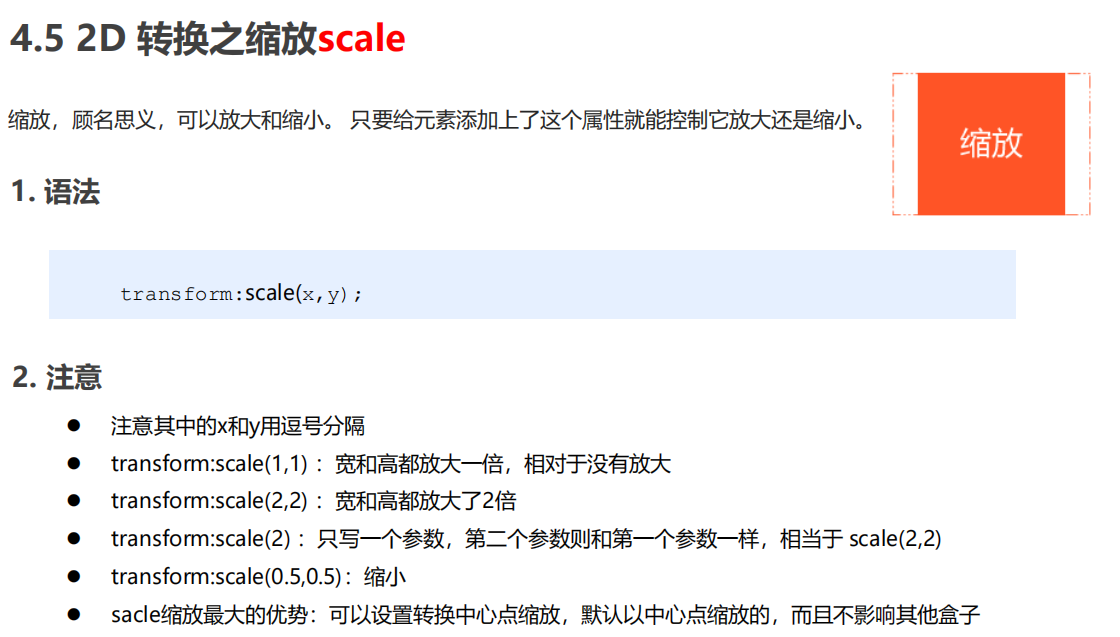 4.5 2D 转换之缩放scale
缩放，顾名思义，可以放大和缩小。 只要给元素添加上了这个属性就能控制它放大还是缩小。
缩放
1. 语法
transform:scale(x,y);
2. 注意
● 注意其中的x和y用逗号分隔
● transform:scale(1,1) ：宽和高都放大一倍，相对于没有放大
● transform:scale(2,2) ：宽和高都放大了2倍
● transform:scale(2) ：只写一个参数，第二个参数则和第一个参数一样，相当于 scale(2,2)
● transform:scale(0.5,0.5)：缩小
● sacle缩放最大的优势：可以设置转换中心点缩放，默认以中心点缩放的，而且不影响其他盒子